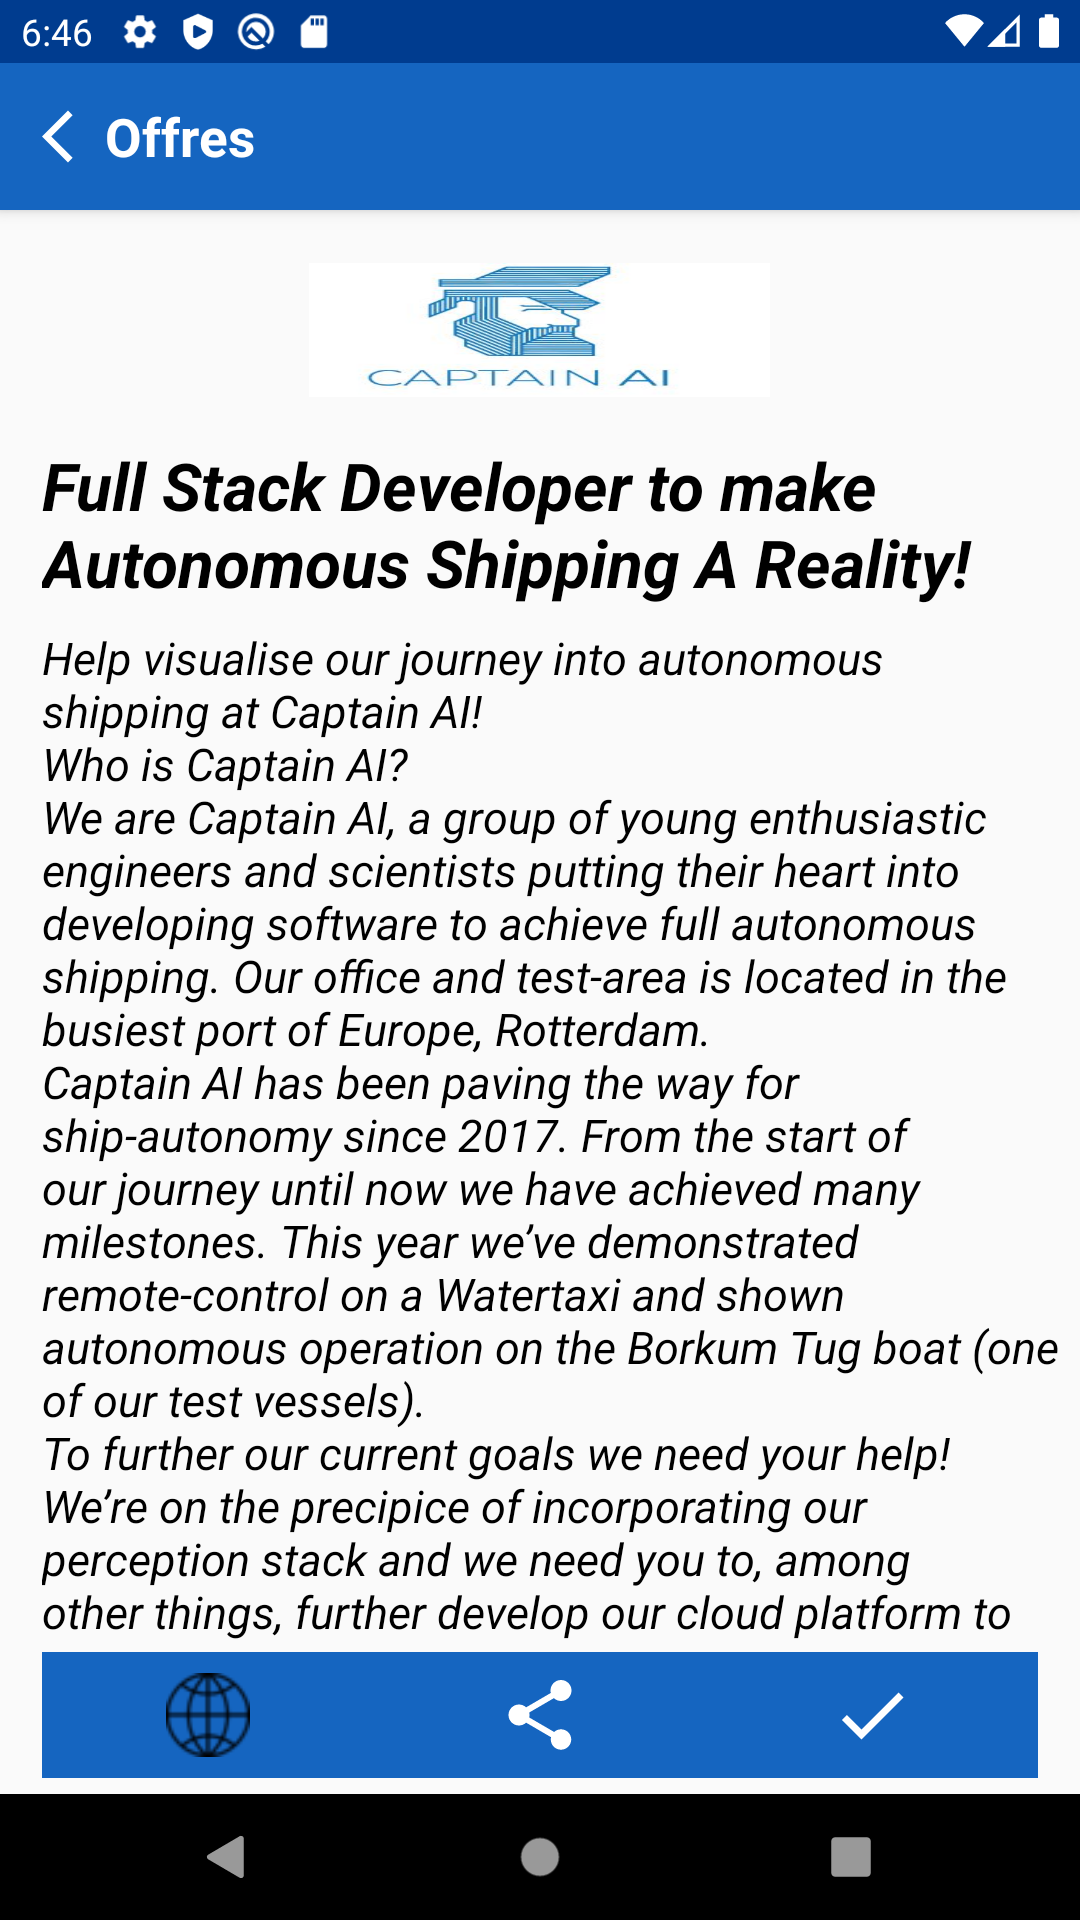 6:46
Offres
CAPTAIN AI
Full Stack Developer to make
Autonomous Shipping A Reality!
Help visualise our journey into autonomous
shipping at Captain AI!
Who is Captain AI?
We are Captain AI, a group of young enthusiastic
engineers and scientists putting their heart into
developing software to achieve full autonomous
shipping. Our office and test-area is located in the
busiest port of Europe, Rotterdam.
Captain AI has been paving the way for
ship-autonomy since 2017. From the start of
our journey until now we have achieved many
milestones. This year we’ve demonstrated
remote-control on a Watertaxi and shown
autonomous operation on the Borkum Tug boat (one
of our test vessels).
To further our current goals we need your help!
We’re on the precipice of incorporating our
perception stack and we need you to, among
other things, further develop our cloud platform to